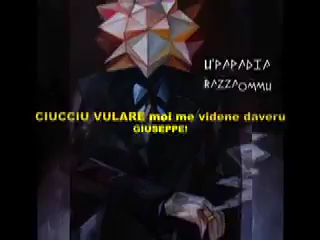 U'PAPADIA
RAZZAOMMU
CIUCCIU VULARE moi me videne daveru
GIUSEPPE!